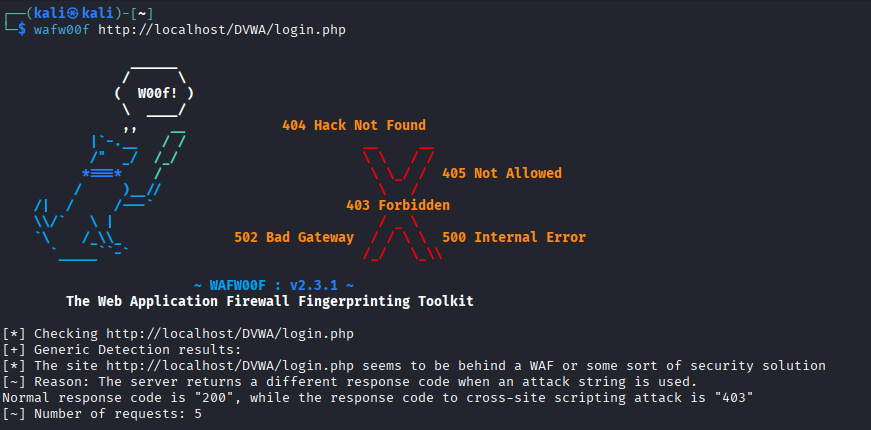 (kali㉿kali)-[~]
$ wafw00f http://localhost/DVWA/login.php
( W00f! )
404 Hack Not Found
405 Not Allowed
403 Forbidden
502 Bad Gateway 500 Internal Error
~ WAFW00F : v2.3.1 ~
The Web Application Firewall Fingerprinting Toolkit
[*] Checking http://localhost/DVWA/login.php
[+] Generic Detection results:
[*] The site http://localhost/DVWA/login.php seems to be behind a WAF or some sort of security solution
[~] Reason: The server returns a different response code when an attack string is used.
Normal response code is "200", while the response code to cross-site scripting attack is "403"
[~] Number of requests: 5